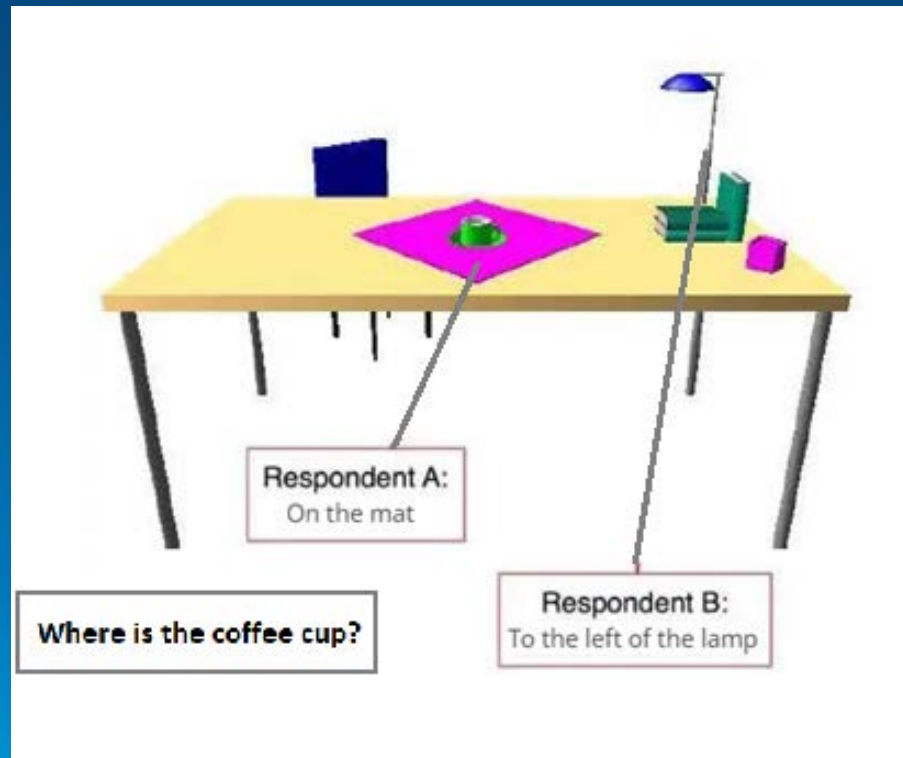 Respondent A:
On the mat
Respondent B:
To the left of the lamp
Where is the coffee cup?